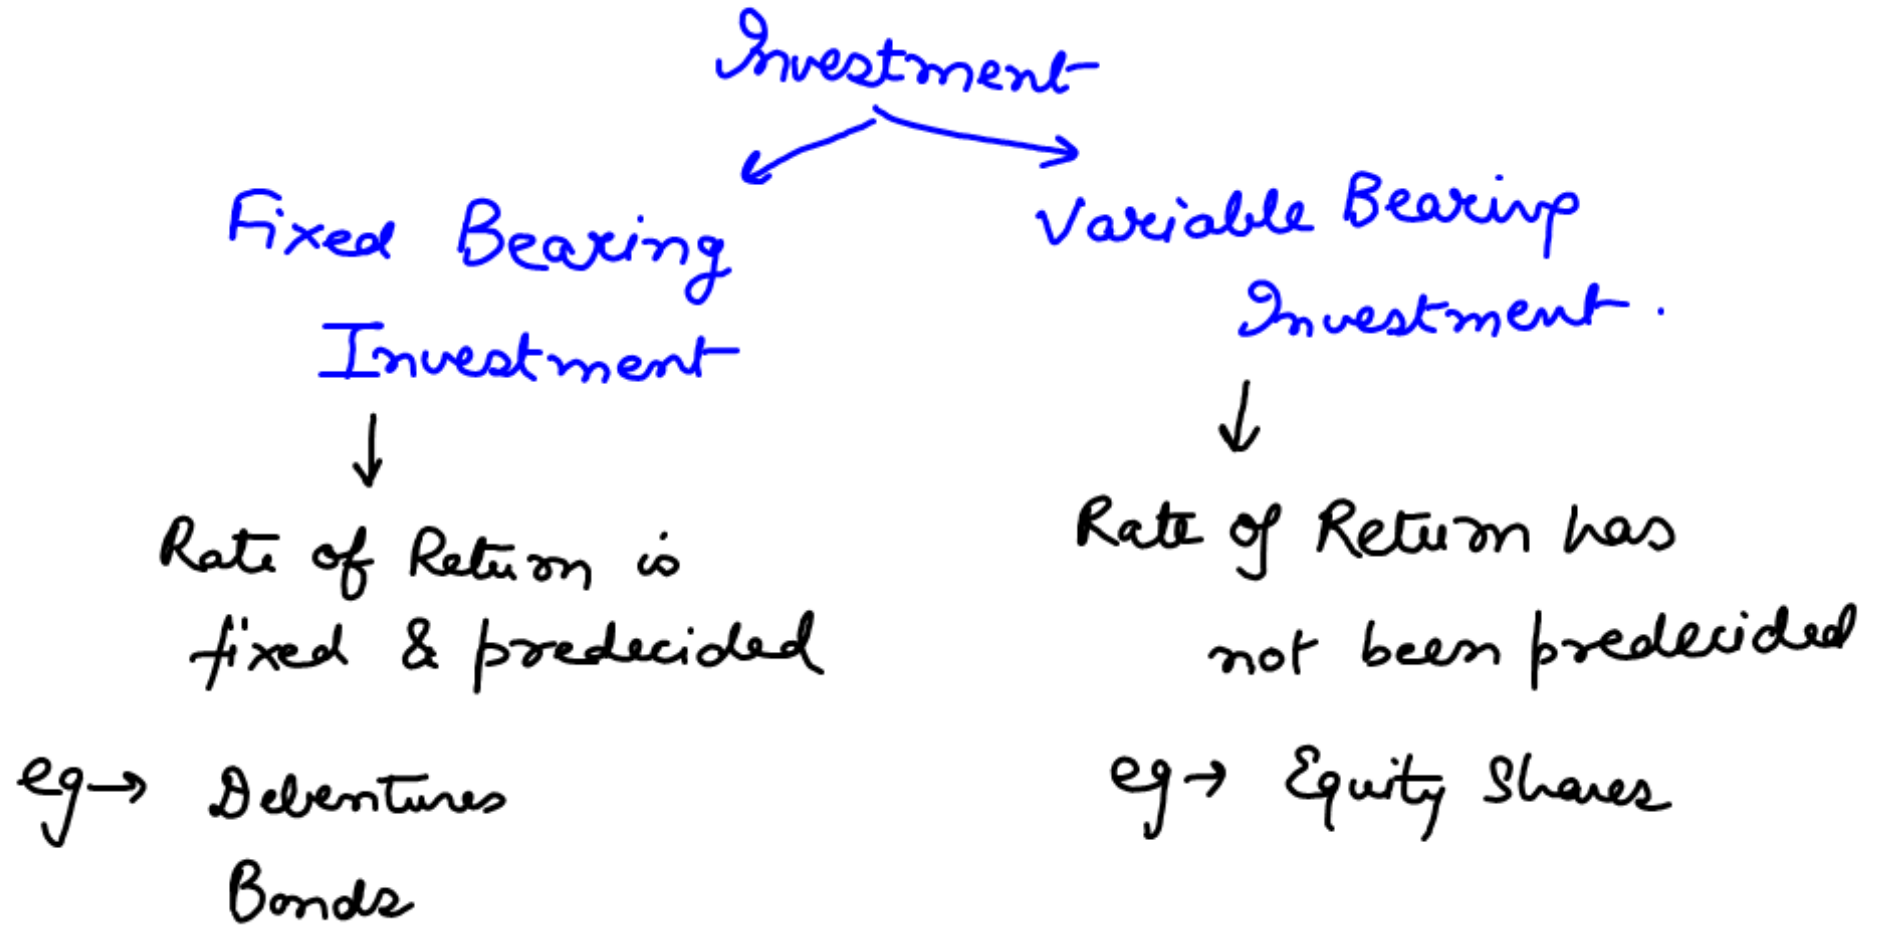 Investment
Fixed Bearing
Investment
Variable Bearing
Investment.
Rate of Return is
fixed & predecided
eg→ Debentures
Bonds
Rate of Return has
not been predecided
eg→ Equity Shares